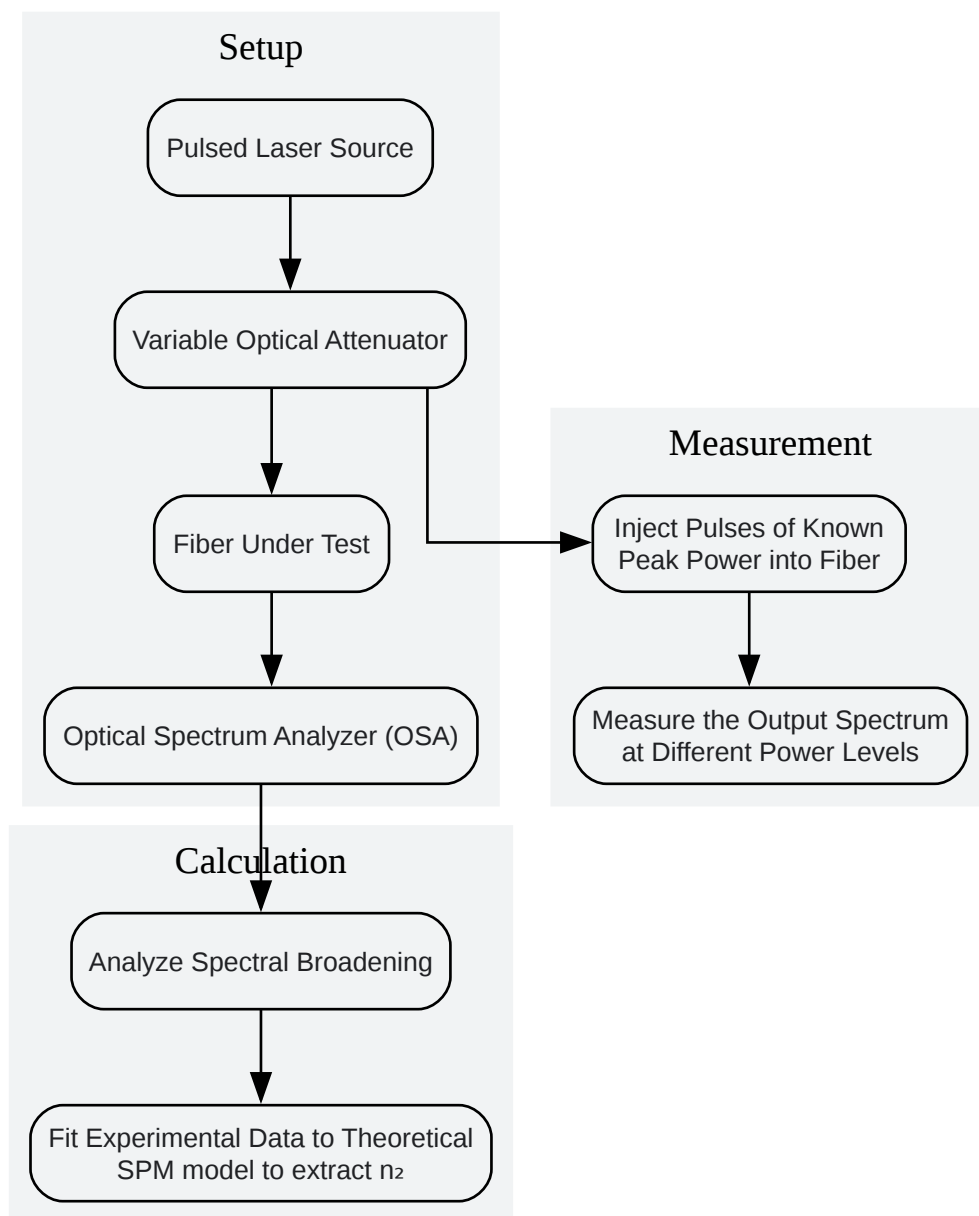 Setup
Pulsed Laser Source
Variable Optical Attenuator
Fiber Under Test
Optical Spectrum Analyzer (OSA)
Measurement
Inject Pulses of Known
Peak Power into Fiber
Measure the Output Spectrum
at Different Power Levels
Calculation
Analyze Spectral Broadening
Fit Experimental Data to Theoretical
SPM model to extract n₂